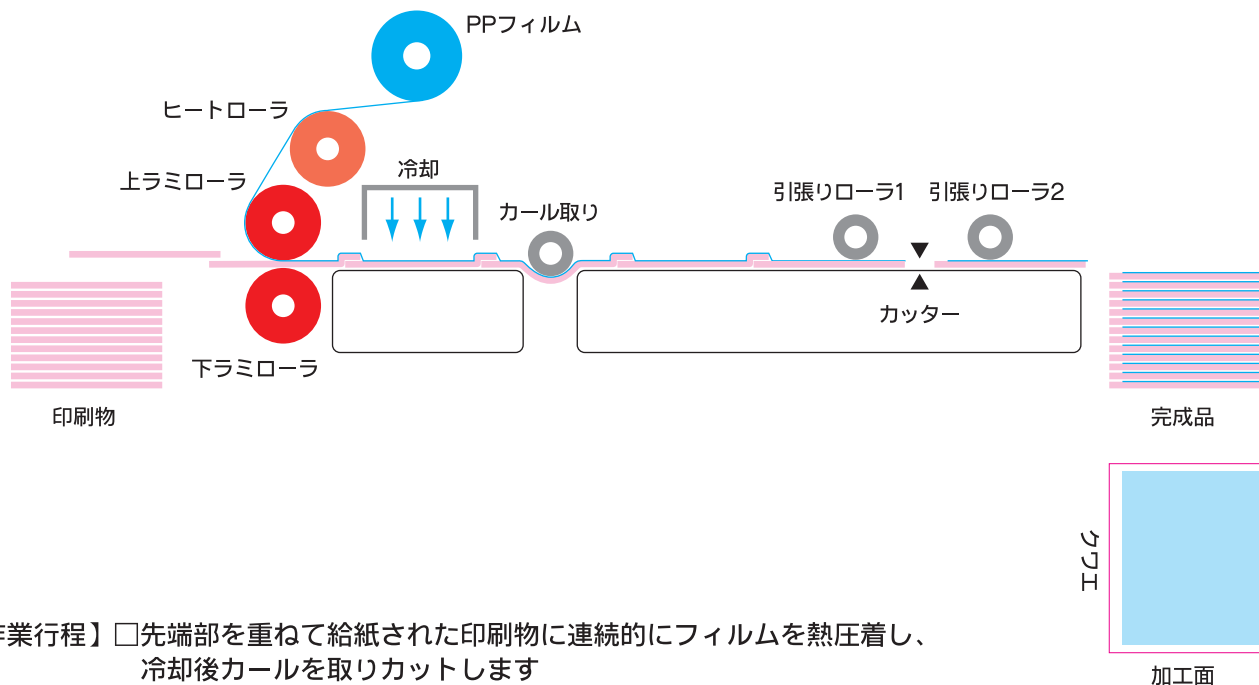 PPフィルム
ヒートローラ
上ラミローラ
冷却
カール取り
引張りローラ1
引張りローラ2
カッター
下ラミローラ
印刷物
完成品
クワエ
業行程】□先端部を重ねて給紙された印刷物に連続的にフィルムを熱圧着し、
冷却後カールを取りカットします
加工面